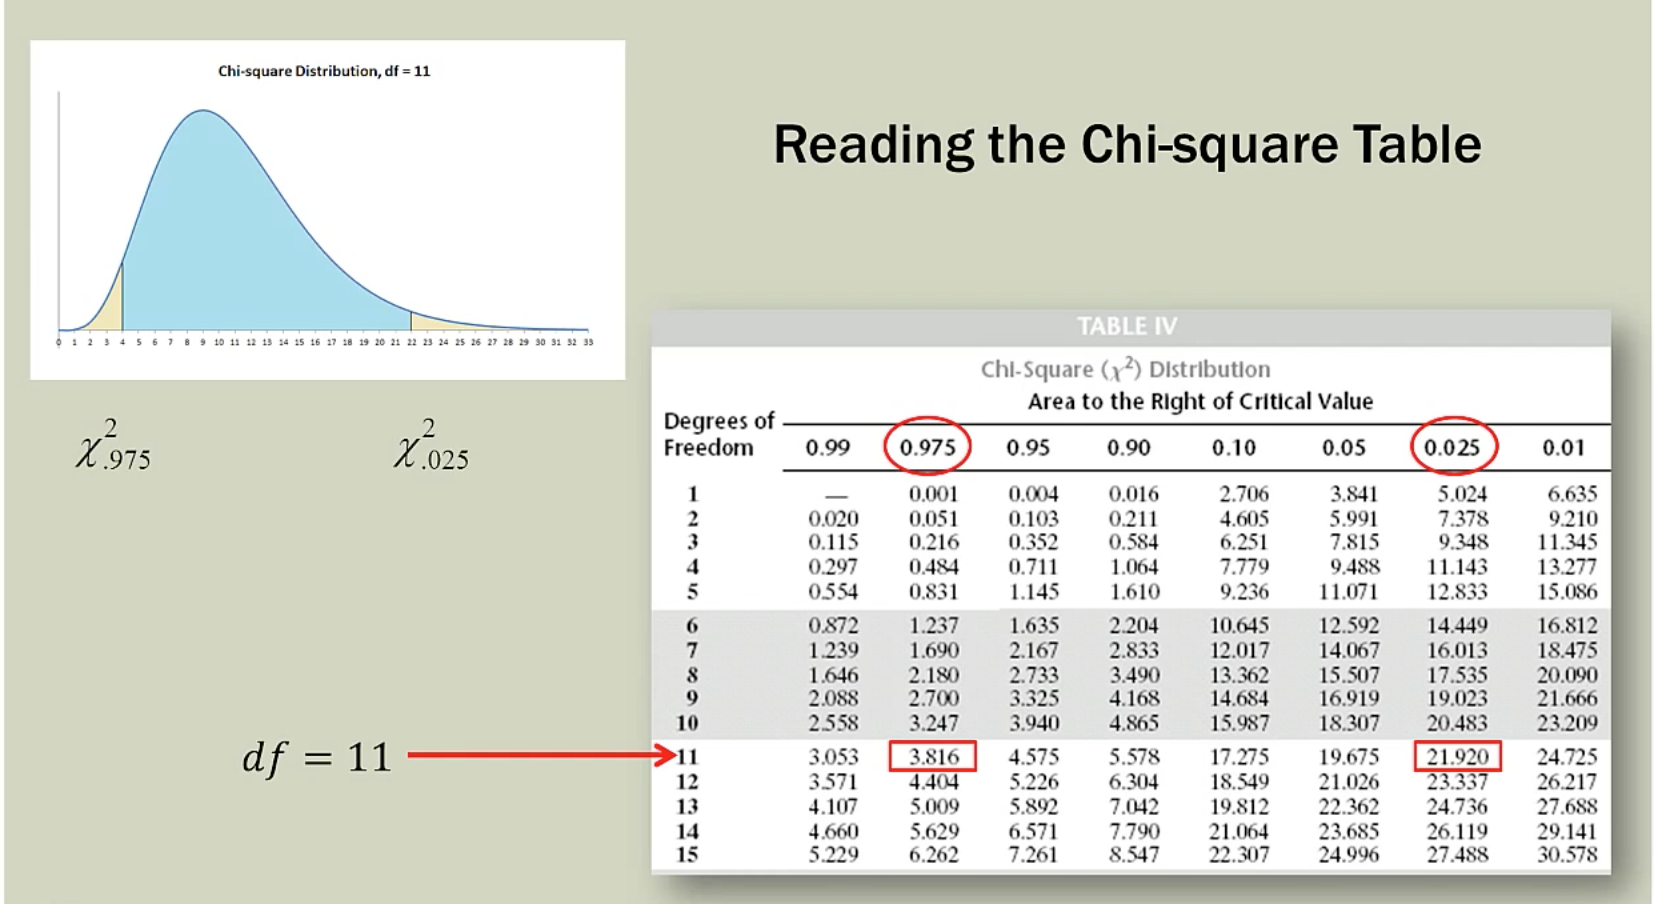 Chi-square Distribution, df = 11
0 1 2 3 4 5 6 7 8 9 10 11 12 13 14 15 16 17 18 19 20 21 22 23 24 25 26 27 28 29 30 31 32 33
Reading the Chi-square Table
χ².975 χ².025
df = 11
TABLE IV
Chi-Square (χ²) Distribution
Area to the Right of Critical Value
Degrees of
Freedom 0.99 0.975 0.95 0.90 0.10 0.05 0.025 0.01
1 — 0.001 0.004 0.016 2.706 3.841 5.024 6.635
2 0.020 0.051 0.103 0.211 4.605 5.991 7.378 9.210
3 0.115 0.216 0.352 0.584 6.251 7.815 9.348 11.345
4 0.297 0.484 0.711 1.064 7.779 9.488 11.143 13.277
5 0.554 0.831 1.145 1.610 9.236 11.071 12.833 15.086
6 0.872 1.237 1.635 2.204 10.645 12.592 14.449 16.812
7 1.239 1.690 2.167 2.833 12.017 14.067 16.013 18.475
8 1.646 2.180 2.733 3.490 13.362 15.507 17.535 20.090
9 2.088 2.700 3.325 4.168 14.684 16.919 19.023 21.666
10 2.558 3.247 3.940 4.865 15.987 18.307 20.483 23.209
11 3.053 3.816 4.575 5.578 17.275 19.675 21.920 24.725
12 3.571 4.404 5.226 6.304 18.549 21.026 23.337 26.217
13 4.107 5.009 5.892 7.042 19.812 22.362 24.736 27.688
14 4.660 5.629 6.571 7.790 21.064 23.685 26.119 29.141
15 5.229 6.262 7.261 8.547 22.307 24.996 27.488 30.578